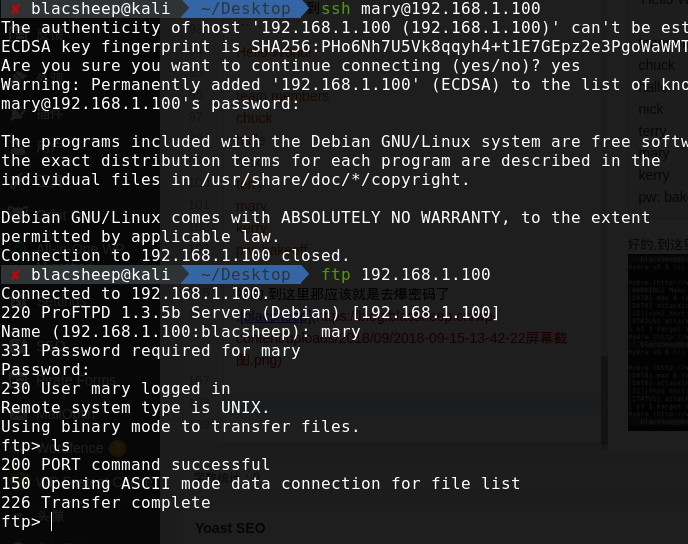 ✘ blacsheep@kali ~/Desktop ssh mary@192.168.1.100
The authenticity of host '192.168.1.100 (192.168.1.100)' can't be est
ECDSA key fingerprint is SHA256:PHo6Nh7U5Vk8qqyh4+t1E7GEpz2e3PgoWaWMT
Are you sure you want to continue connecting (yes/no)? yes
Warning: Permanently added '192.168.1.100' (ECDSA) to the list of kno
mary@192.168.1.100's password:
The programs included with the Debian GNU/Linux system are free softw
the exact distribution terms for each program are described in the
individual files in /usr/share/doc/*/copyright.
Debian GNU/Linux comes with ABSOLUTELY NO WARRANTY, to the extent
permitted by applicable law.
Connection to 192.168.1.100 closed.
✘ blacsheep@kali ~/Desktop ftp 192.168.1.100
Connected to 192.168.1.100.
220 ProFTPD 1.3.5b Server (Debian) [192.168.1.100]
Name (192.168.1.100:blacsheep): mary
331 Password required for mary
Password:
230 User mary logged in
Remote system type is UNIX.
Using binary mode to transfer files.
ftp> ls
200 PORT command successful
150 Opening ASCII mode data connection for file list
226 Transfer complete
ftp>
team members
chuck
mary
到这里那应该就是去爆密码了
uploads/2018/09/2018-09-15-13-42-22屏幕截
图.png)
chuck
nick
terry
mary
kerry
pw: bak
好的,到这里
Yoast SEO